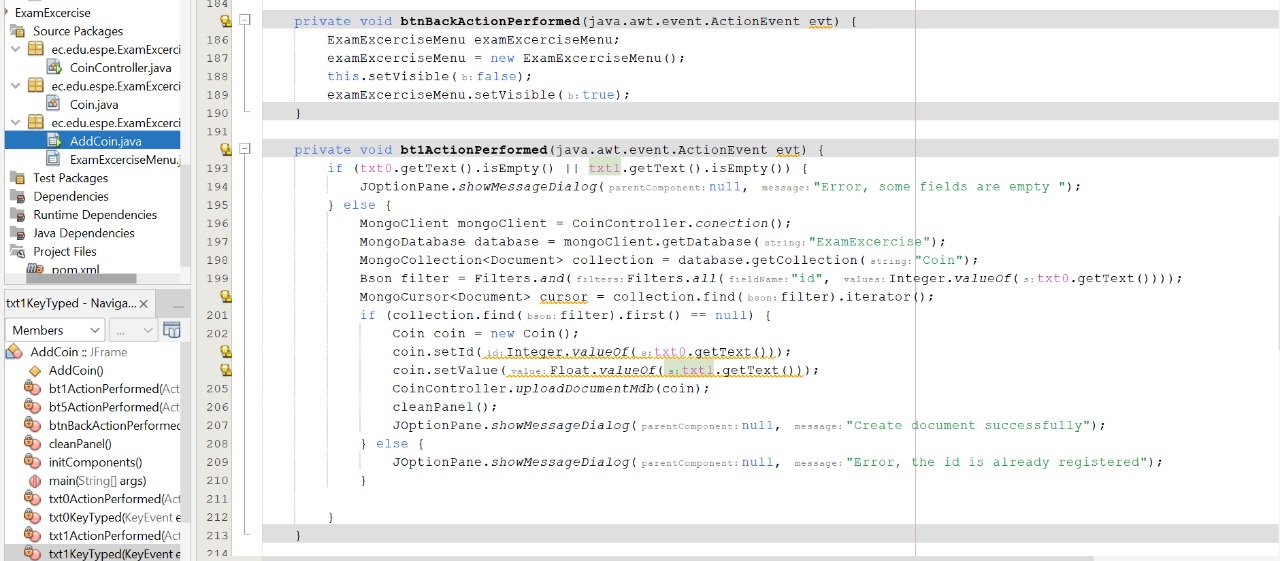 ExamExcercise
Source Packages
ec.edu.espe.ExamExcerci
CoinController.java
ec.edu.espe.ExamExcerci
Coin.java
ec.edu.espe.ExamExcerci
AddCoin.java
ExamExcerciseMenu.j
Test Packages
Dependencies
Runtime Dependencies
Java Dependencies
Project Files
pom.xml
txt1KeyTyped - Naviga... ×
Members
...
AddCoin :: JFrame
AddCoin()
bt1ActionPerformed(Act
bt5ActionPerformed(Act
btnBackActionPerformed
cleanPanel()
initComponents()
main(String[] args)
txt0ActionPerformed(Act
txt0KeyTyped(KeyEvent e
txt1ActionPerformed(Act
txt1KeyTyped(KeyEvent e
184
private void btnBackActionPerformed(java.awt.event.ActionEvent evt) {
186 ExamExcerciseMenu examExcerciseMenu;
187 examExcerciseMenu = new ExamExcerciseMenu();
188 this.setVisible( b: false);
189 examExcerciseMenu.setVisible( b: true);
190 }
191
private void bt1ActionPerformed(java.awt.event.ActionEvent evt) {
193 if (txt0.getText().isEmpty() || txt1.getText().isEmpty()) {
194 JOptionPane.showMessageDialog( parentComponent: null, message: "Error, some fields are empty ");
195 } else {
196 MongoClient mongoClient = CoinController.conection();
197 MongoDatabase database = mongoClient.getDatabase( string: "ExamExcercise");
198 MongoCollection<Document> collection = database.getCollection( string: "Coin");
199 Bson filter = Filters.and( filters: Filters.all( fieldName: "id", values: Integer.valueOf( s: txt0.getText())));
MongoCursor<Document> cursor = collection.find( bson: filter).iterator();
201 if (collection.find( bson: filter).first() == null) {
202 Coin coin = new Coin();
coin.setId( id: Integer.valueOf( s: txt0.getText()));
coin.setValue( value: Float.valueOf( s: txt1.getText()));
205 CoinController.uploadDocumentMdb(coin);
206 cleanPanel();
207 JOptionPane.showMessageDialog( parentComponent: null, message: "Create document successfully");
208 } else {
209 JOptionPane.showMessageDialog( parentComponent: null, message: "Error, the id is already registered");
210 }
211
212 }
213 }
214